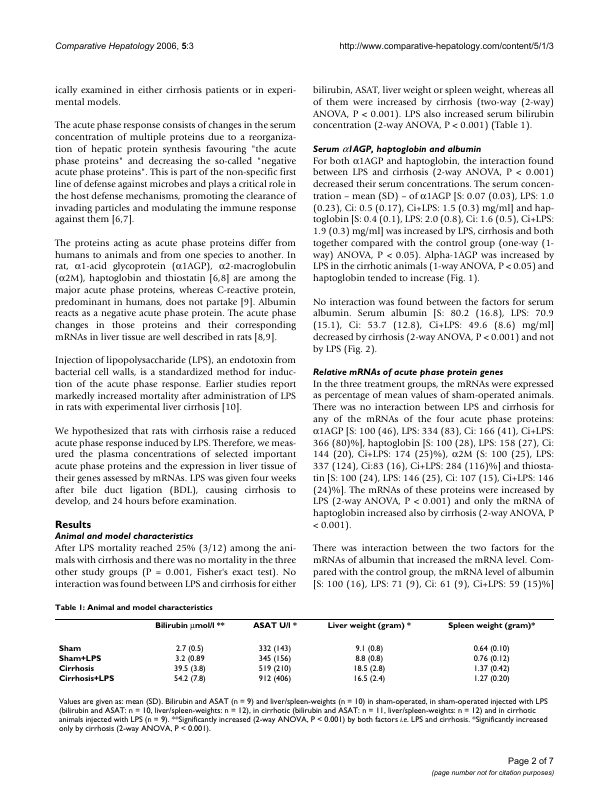 Comparative Hepatology 2006, 5:3
http://www.comparative-hepatology.com/content/5/1/3
ically examined in either cirrhosis patients or in experi-
mental models.
The acute phase response consists of changes in the serum
concentration of multiple proteins due to a reorganiza-
tion of hepatic protein synthesis favouring "the acute
phase proteins" and decreasing the so-called "negative
acute phase proteins". This is part of the non-specific first
line of defense against microbes and plays a critical role in
the host defense mechanisms, promoting the clearance of
invading particles and modulating the immune response
against them [6,7].
The proteins acting as acute phase proteins differ from
humans to animals and from one species to another. In
rat, α1-acid glycoprotein (α1AGP), α2-macroglobulin
(α2M), haptoglobin and thiostatin [6,8] are among the
major acute phase proteins, whereas C-reactive protein,
predominant in humans, does not partake [9]. Albumin
reacts as a negative acute phase protein. The acute phase
changes in those proteins and their corresponding
mRNAs in liver tissue are well described in rats [8,9].
Injection of lipopolysaccharide (LPS), an endotoxin from
bacterial cell walls, is a standardized method for induc-
tion of the acute phase response. Earlier studies report
markedly increased mortality after administration of LPS
in rats with experimental liver cirrhosis [10].
We hypothesized that rats with cirrhosis raise a reduced
acute phase response induced by LPS. Therefore, we meas-
ured the plasma concentrations of selected important
acute phase proteins and the expression in liver tissue of
their genes assessed by mRNAs. LPS was given four weeks
after bile duct ligation (BDL), causing cirrhosis to
develop, and 24 hours before examination.
Results
Animal and model characteristics
After LPS mortality reached 25% (3/12) among the ani-
mals with cirrhosis and there was no mortality in the three
other study groups (P = 0.001, Fisher's exact test). No
interaction was found between LPS and cirrhosis for either
bilirubin, ASAT, liver weight or spleen weight, whereas all
of them were increased by cirrhosis (two-way (2-way)
ANOVA, P < 0.001). LPS also increased serum bilirubin
concentration (2-way ANOVA, P < 0.001) (Table 1).
Serum α1AGP, haptoglobin and albumin
For both α1AGP and haptoglobin, the interaction found
between LPS and cirrhosis (2-way ANOVA, P < 0.001)
decreased their serum concentrations. The serum concen-
tration – mean (SD) – of α1AGP [S: 0.07 (0.03), LPS: 1.0
(0.23), Ci: 0.5 (0.17), Ci+LPS: 1.5 (0.3) mg/ml] and hap-
toglobin [S: 0.4 (0.1), LPS: 2.0 (0.8), Ci: 1.6 (0.5), Ci+LPS:
1.9 (0.3) mg/ml] was increased by LPS, cirrhosis and both
together compared with the control group (one-way (1-
way) ANOVA, P < 0.05). Alpha-1AGP was increased by
LPS in the cirrhotic animals (1-way ANOVA, P < 0.05) and
haptoglobin tended to increase (Fig. 1).
No interaction was found between the factors for serum
albumin. Serum albumin [S: 80.2 (16.8), LPS: 70.9
(15.1), Ci: 53.7 (12.8), Ci+LPS: 49.6 (8.6) mg/ml]
decreased by cirrhosis (2-way ANOVA, P < 0.001) and not
by LPS (Fig. 2).
Relative mRNAs of acute phase protein genes
In the three treatment groups, the mRNAs were expressed
as percentage of mean values of sham-operated animals.
There was no interaction between LPS and cirrhosis for
any of the mRNAs of the four acute phase proteins:
α1AGP [S: 100 (46), LPS: 334 (83), Ci: 166 (41), Ci+LPS:
366 (80)%], haptoglobin [S: 100 (28), LPS: 158 (27), Ci:
144 (20), Ci+LPS: 174 (25)%), α2M (S: 100 (25), LPS:
337 (124), Ci:83 (16), Ci+LPS: 284 (116)%] and thiosta-
tin [S: 100 (24), LPS: 146 (25), Ci: 107 (15), Ci+LPS: 146
(24)%]. The mRNAs of these proteins were increased by
LPS (2-way ANOVA, P < 0.001) and only the mRNA of
haptoglobin increased also by cirrhosis (2-way ANOVA, P
< 0.001).
There was interaction between the two factors for the
mRNAs of albumin that increased the mRNA level. Com-
pared with the control group, the mRNA level of albumin
[S: 100 (16), LPS: 71 (9), Ci: 61 (9), Ci+LPS: 59 (15)%]
Table 1: Animal and model characteristics
Bilirubin µmol/l ** ASAT U/l * Liver weight (gram) * Spleen weight (gram)*
Sham 2.7 (0.5) 332 (143) 9.1 (0.8) 0.64 (0.10)
Sham+LPS 3.2 (0.89 345 (156) 8.8 (0.8) 0.76 (0.12)
Cirrhosis 39.5 (3.8) 519 (210) 18.5 (2.8) 1.37 (0.42)
Cirrhosis+LPS 54.2 (7.8) 912 (406) 16.5 (2.4) 1.27 (0.20)
Values are given as: mean (SD). Bilirubin and ASAT (n = 9) and liver/spleen-weights (n = 10) in sham-operated, in sham-operated injected with LPS
(bilirubin and ASAT: n = 10, liver/spleen-weights: n = 12), in cirrhotic (bilirubin and ASAT: n = 11, liver/spleen-weights: n = 12) and in cirrhotic
animals injected with LPS (n = 9). **Significantly increased (2-way ANOVA, P < 0.001) by both factors i.e. LPS and cirrhosis. *Significantly increased
only by cirrhosis (2-way ANOVA, P < 0.001).
Page 2 of 7
(page number not for citation purposes)